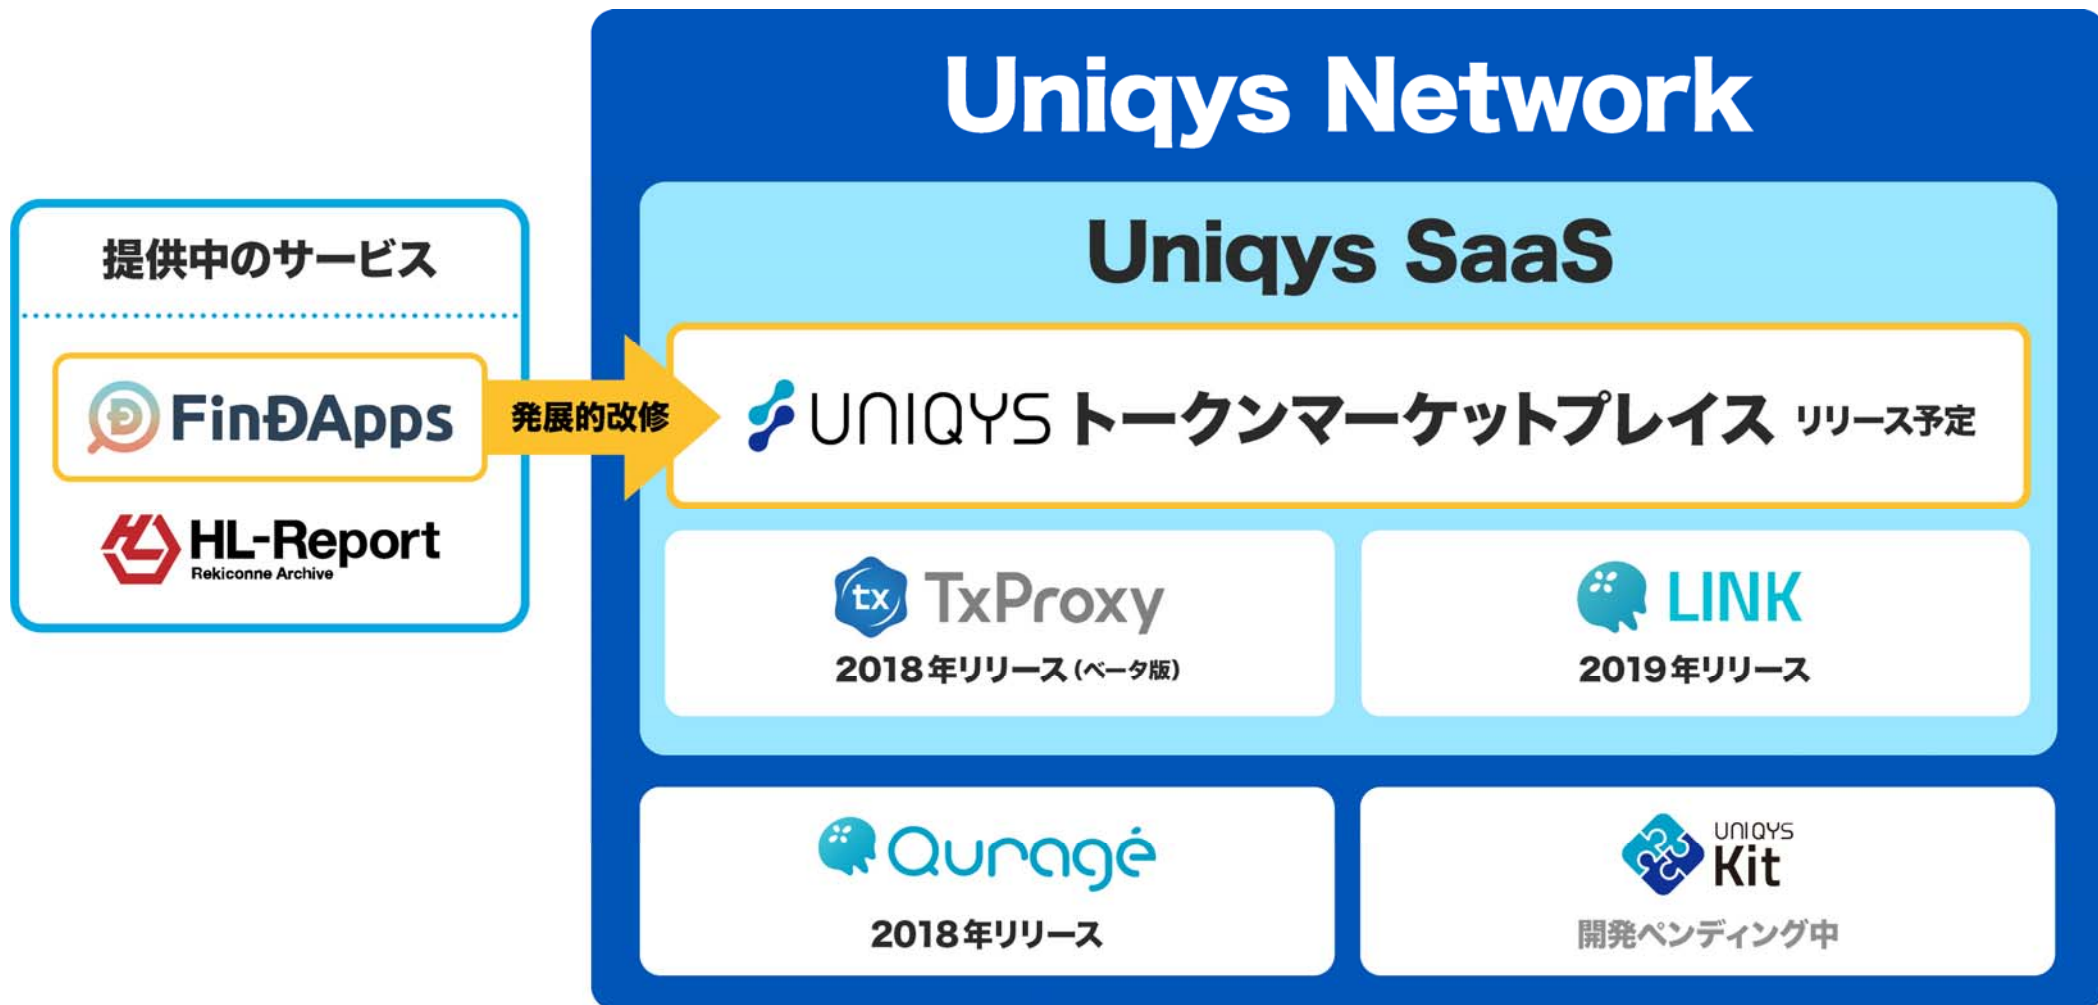 Uniqys Network
提供中のサービス
FinÐApps
HL-Report
Rekiconne Archive
発展的改修
Uniqys SaaS
UNIQYS トークンマーケットプレイス リリース予定
tx TxProxy
2018年リリース(ベータ版)
LINK
2019年リリース
Quragé
2018年リリース
UNIQYS
Kit
開発ペンディング中